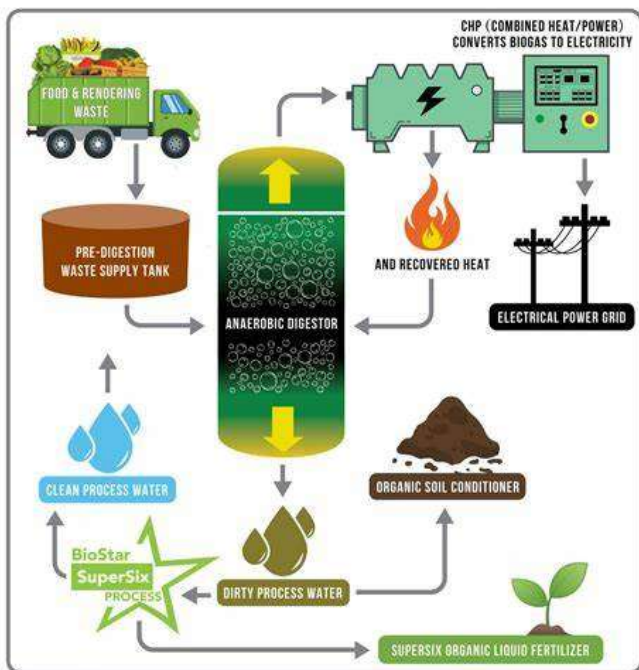 CHP (COMBINED HEAT/POWER)
CONVERTS BIOGAS TO ELECTRICITY
FOOD & RENDERING
WASTE
PRE-DIGESTION
WASTE SUPPLY TANK
AND RECOVERED HEAT
ELECTRICAL POWER GRID
ANAEROBIC DIGESTOR
CLEAN PROCESS WATER
ORGANIC SOIL CONDITIONER
BioStar
SuperSix
PROCESS
DIRTY PROCESS WATER
SUPERSIX ORGANIC LIQUID FERTILIZER